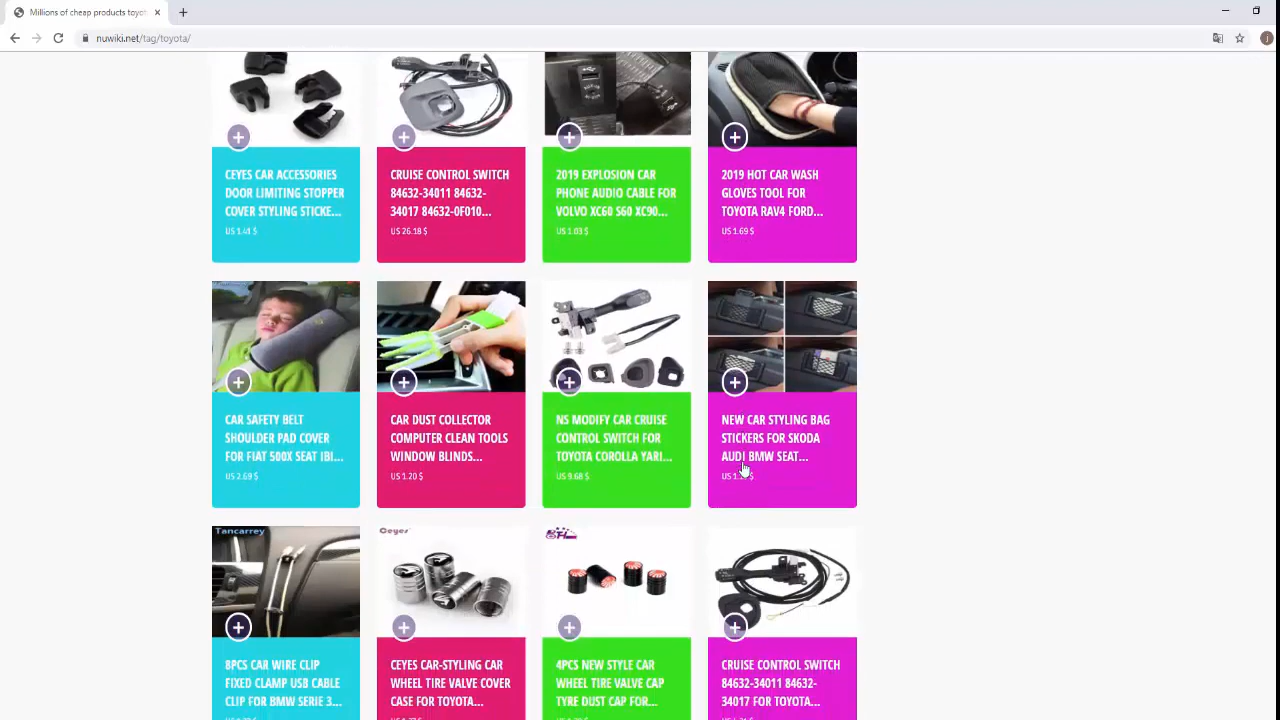 Millions of cheap products toyot
nuwiki.net/tag/toyota/
j
CEYES CAR ACCESSORIES
DOOR LIMITING STOPPER
COVER STYLING STICKE...
US 1.41 $
CRUISE CONTROL SWITCH
84632-34011 84632-
34017 84632-0F010...
US 26.18 $
2019 EXPLOSION CAR
PHONE AUDIO CABLE FOR
VOLVO XC60 S60 XC90...
US 1.03 $
2019 HOT CAR WASH
GLOVES TOOL FOR
TOYOTA RAV4 FORD...
US 1.69 $
CAR SAFETY BELT
SHOULDER PAD COVER
FOR FIAT 500X SEAT IBI...
US 2.69 $
CAR DUST COLLECTOR
COMPUTER CLEAN TOOLS
WINDOW BLINDS...
US 1.20 $
NS MODIFY CAR CRUISE
CONTROL SWITCH FOR
TOYOTA COROLLA YARI...
US 9.68 $
NEW CAR STYLING BAG
STICKERS FOR SKODA
AUDI BMW SEAT...
Tancarrey
8PCS CAR WIRE CLIP
FIXED CLAMP USB CABLE
CLIP FOR BMW SERIE 3...
Ceyes
CEYES CAR-STYLING CAR
WHEEL TIRE VALVE COVER
CASE FOR TOYOTA...
4PCS NEW STYLE CAR
WHEEL TIRE VALVE CAP
TYRE DUST CAP FOR...
CRUISE CONTROL SWITCH
84632-34011 84632-
34017 FOR TOYOTA...